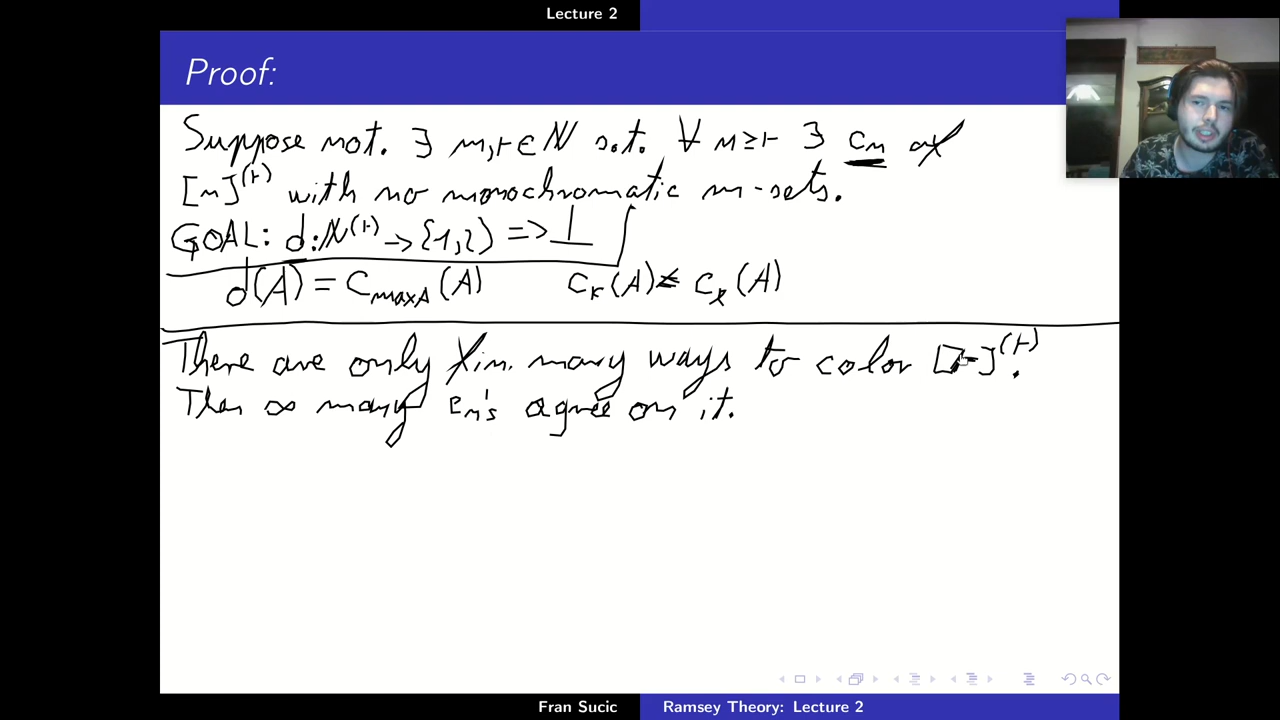 Lecture 2
Proof:
Suppose not. ∃ m,r∈ℕ s.t. ∀ n≥r ∃ cₙ of
[n]^(r) with no monochromatic m-sets.
GOAL: d:ℕ^(r) → {1,2} => ⊥
d(A) = C_maxA (A) C_k(A) ≠ C_l(A)
There are only fin. many ways to color [r]^(r).
Then ∞ many cₙ's agree on it.
Fran Sucic Ramsey Theory: Lecture 2